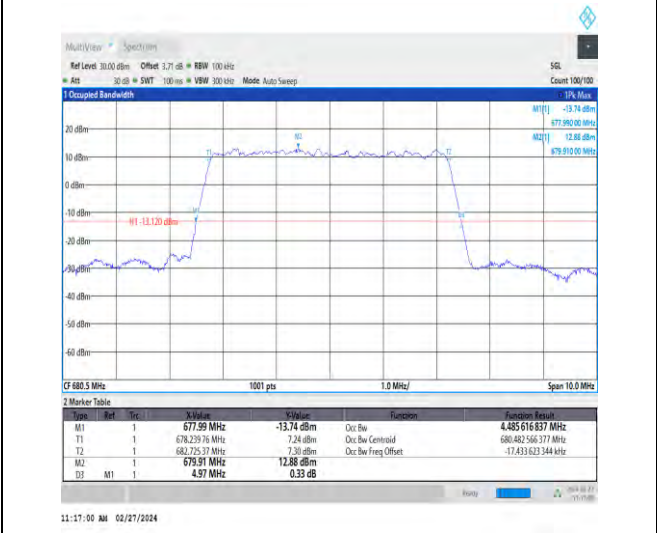 MultiView Spectrum
Ref Level 30.00 dBm Offset 3.71 dB RBW 100 kHz SGL
Att 30 dB SWT 100 ms VBW 300 kHz Mode Auto Sweep Count 100/100
1 Occupied Bandwidth 1Pk Max
M1[1] -13.74 dBm
677.990 00 MHz
M2[1] 12.88 dBm
679.910 00 MHz
20 dBm
M2
T1 T2
10 dBm
0 dBm
-10 dBm
M1
H1 -13.120 dBm
-20 dBm
-30 dBm
-40 dBm
-50 dBm
-60 dBm
CF 680.5 MHz 1001 pts 1.0 MHz/ Span 10.0 MHz
2 Marker Table
Type Ref Trc X-Value Y-Value Function Function Result
M1 1 677.99 MHz -13.74 dBm Occ Bw 4.485 616 837 MHz
T1 1 678.239 76 MHz 7.24 dBm Occ Bw Centroid 680.482 566 377 MHz
T2 1 682.725 37 MHz 7.30 dBm Occ Bw Freq Offset -17.433 623 344 kHz
M2 1 679.91 MHz 12.88 dBm
D3 M1 1 4.97 MHz 0.33 dB
Ready
11:17:00 AM 02/27/2024